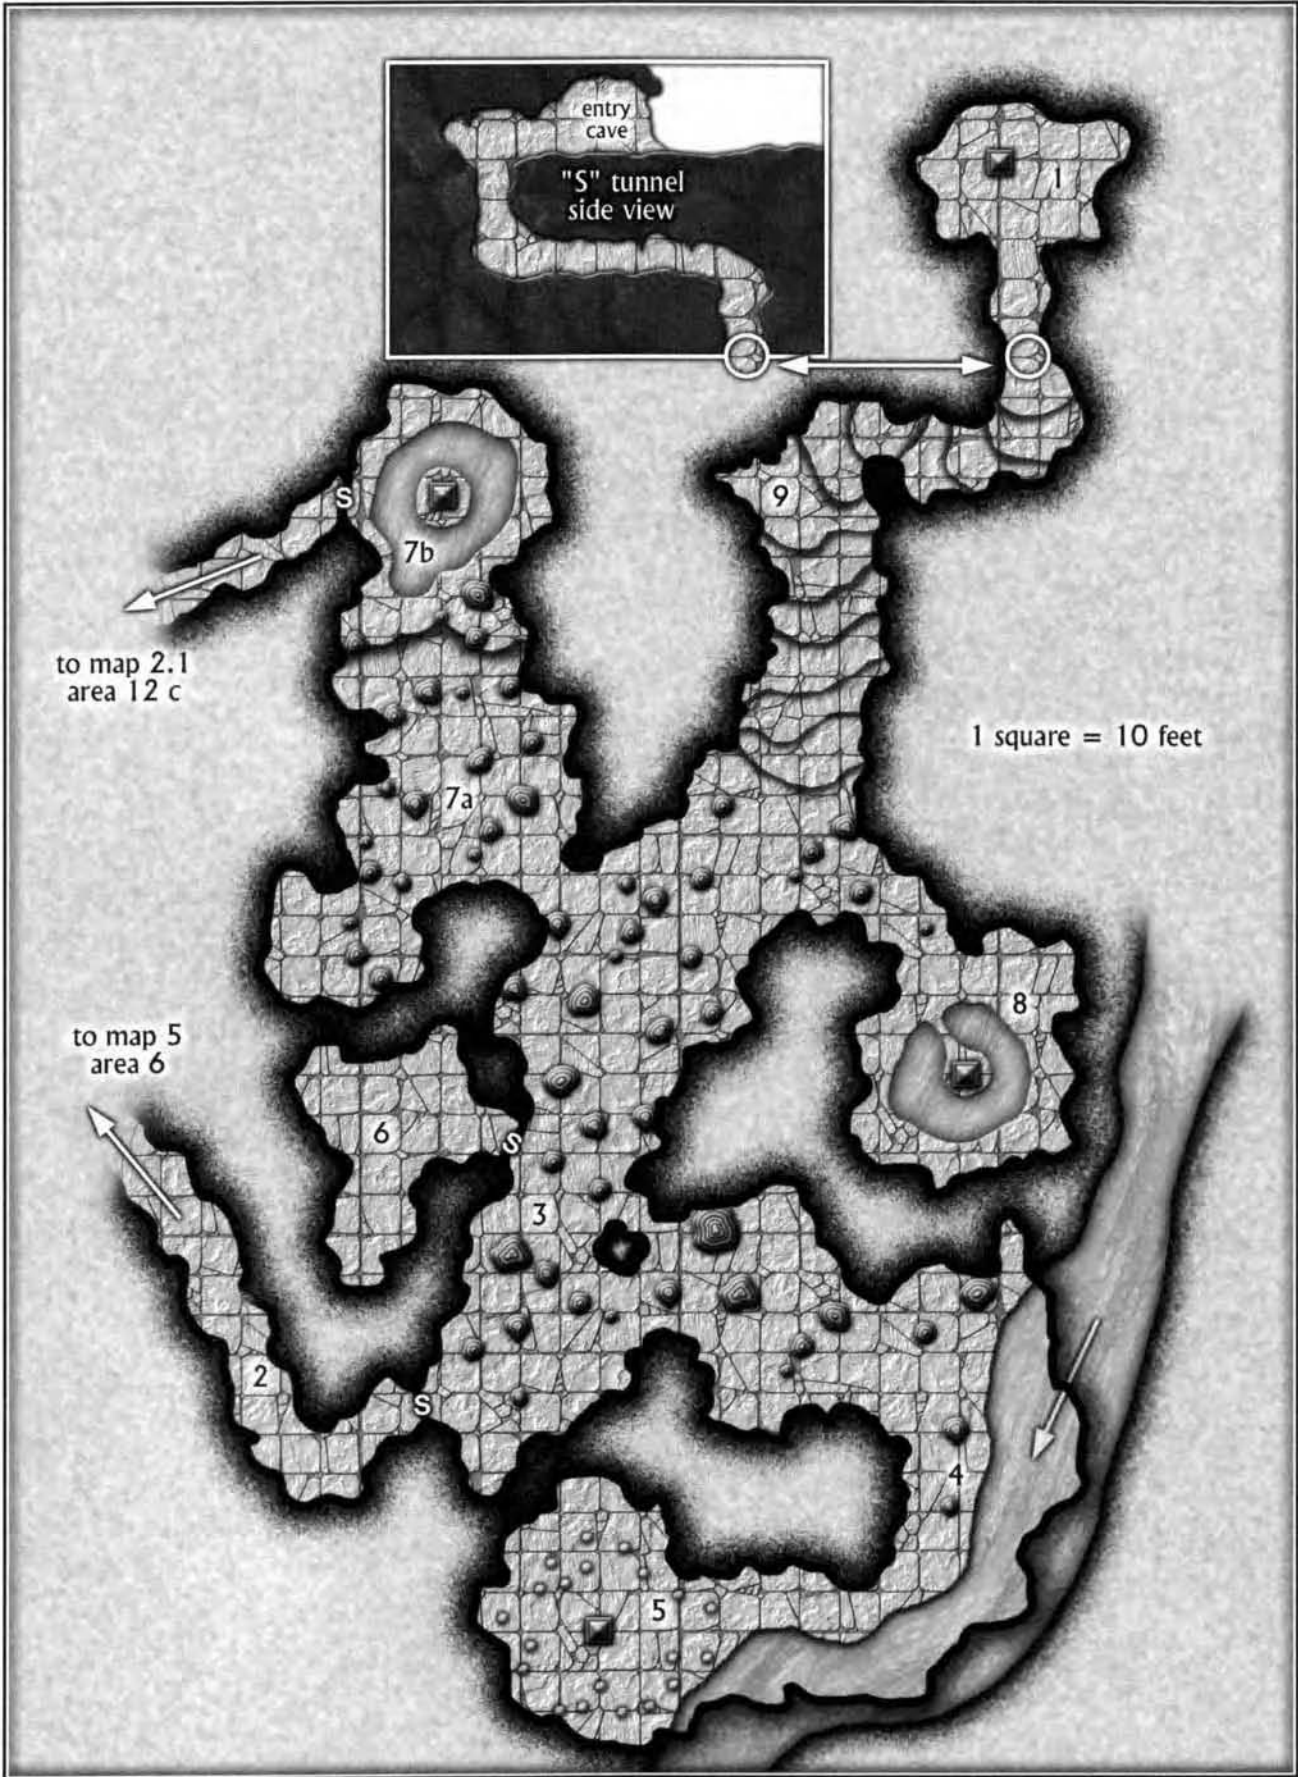 entry
cave
"S" tunnel
side view
1
9
S
7b
to map 2.1
area 12 c
1 square = 10 feet
7a
8
to map 5
area 6
6
S
3
2
S
4
5